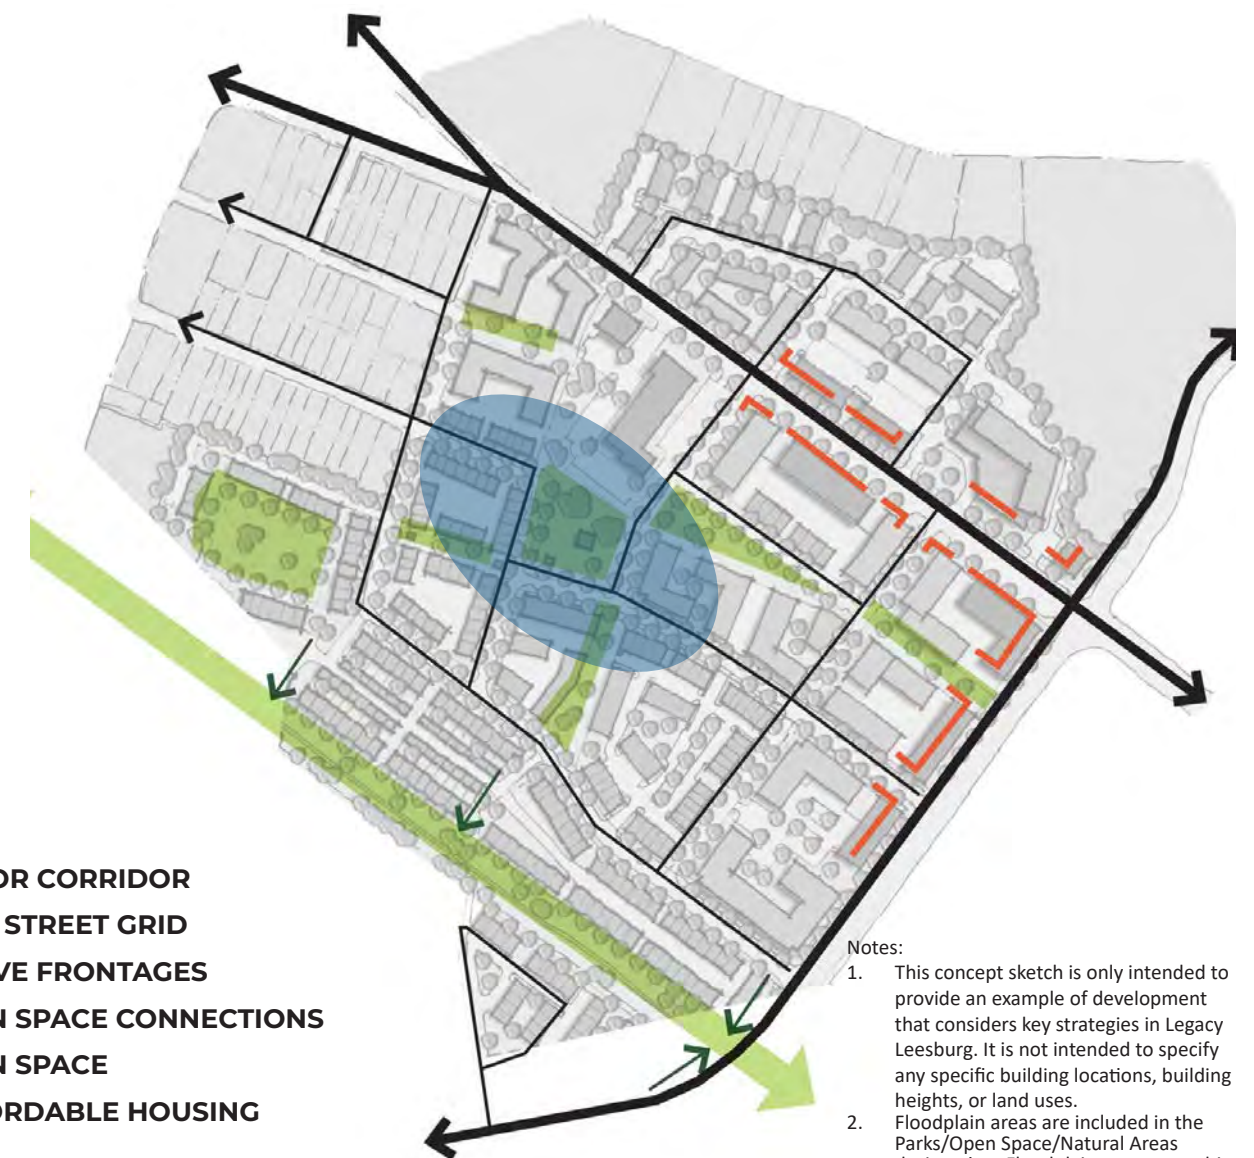 OR CORRIDOR
STREET GRID
VE FRONTAGES
N SPACE CONNECTIONS
N SPACE
ORDABLE HOUSING
Notes:
1. This concept sketch is only intended to
provide an example of development
that considers key strategies in Legacy
Leesburg. It is not intended to specify
any specific building locations, building
heights, or land uses.
2. Floodplain areas are included in the
Parks/Open Space/Natural Areas